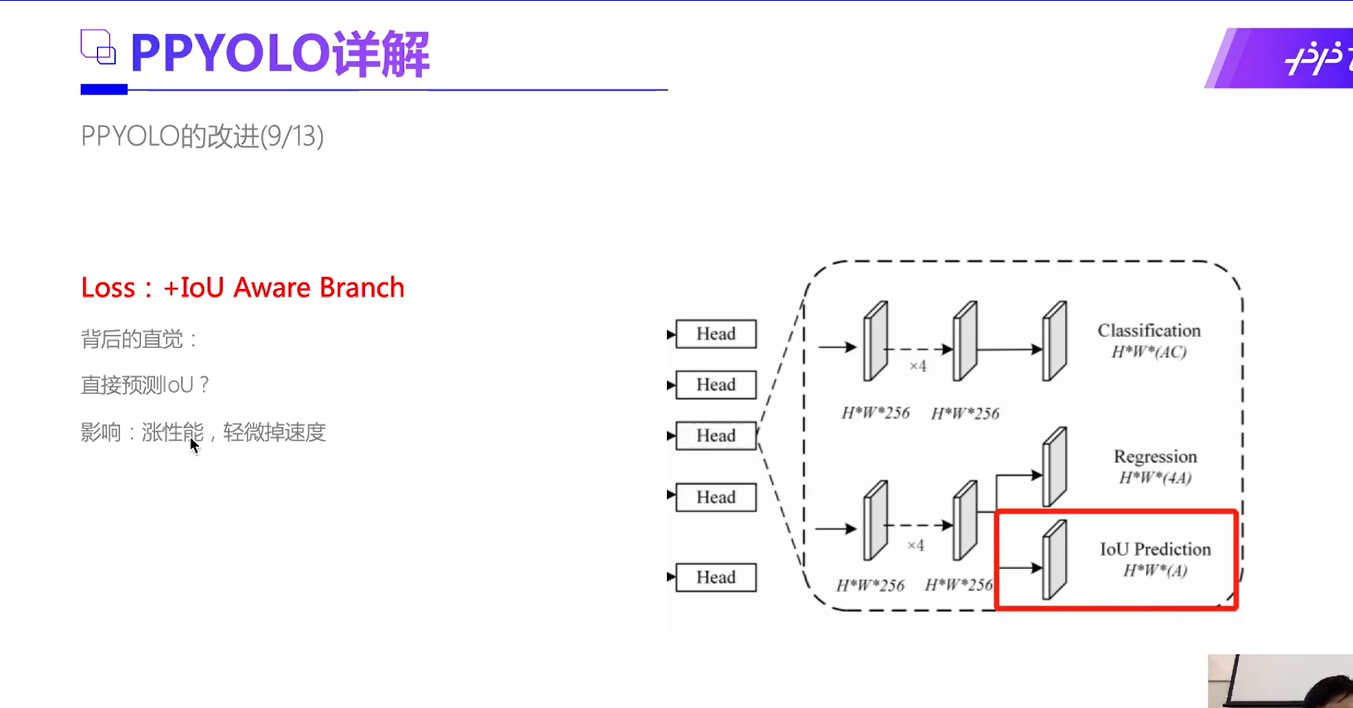 PPYOLO详解
PPYOLO的改进(9/13)
Loss：+IoU Aware Branch
背后的直觉：
直接预测IoU？
影响：涨性能，轻微掉速度
Head
Head
Head
Head
Head
×4
H*W*256
H*W*256
Classification
H*W*(AC)
×4
H*W*256
H*W*256
Regression
H*W*(4A)
IoU Prediction
H*W*(A)